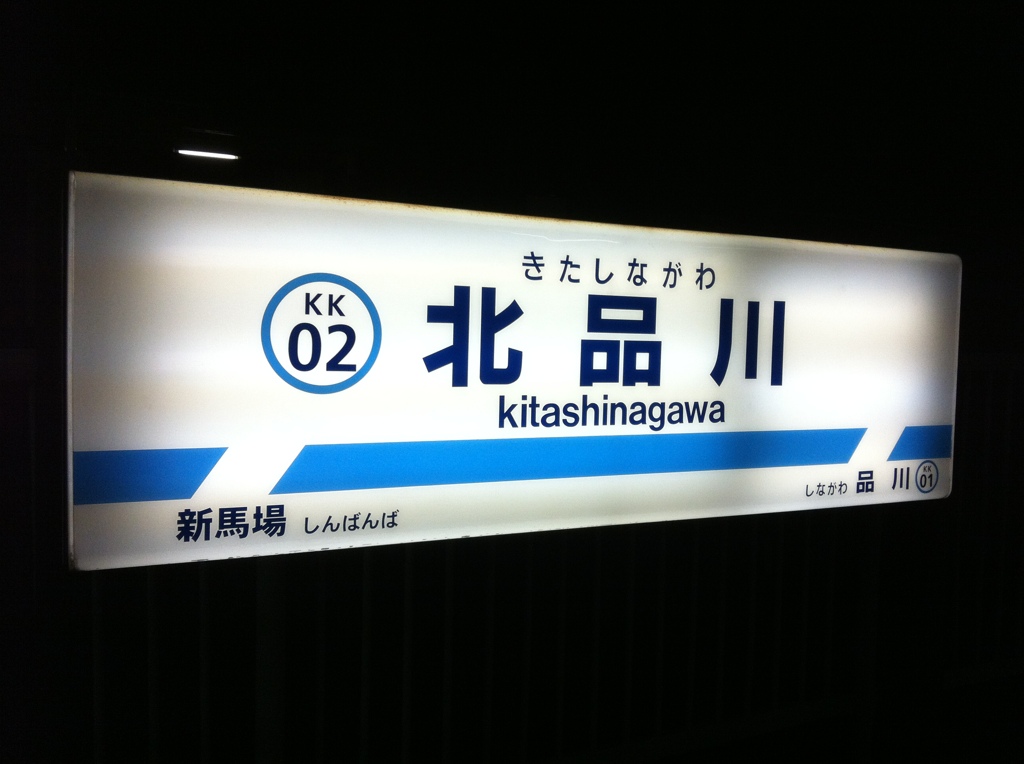 きたしながわ
KK
02
北品川
kitashinagawa
新馬場 しんばんば
しながわ 品川 KK 01